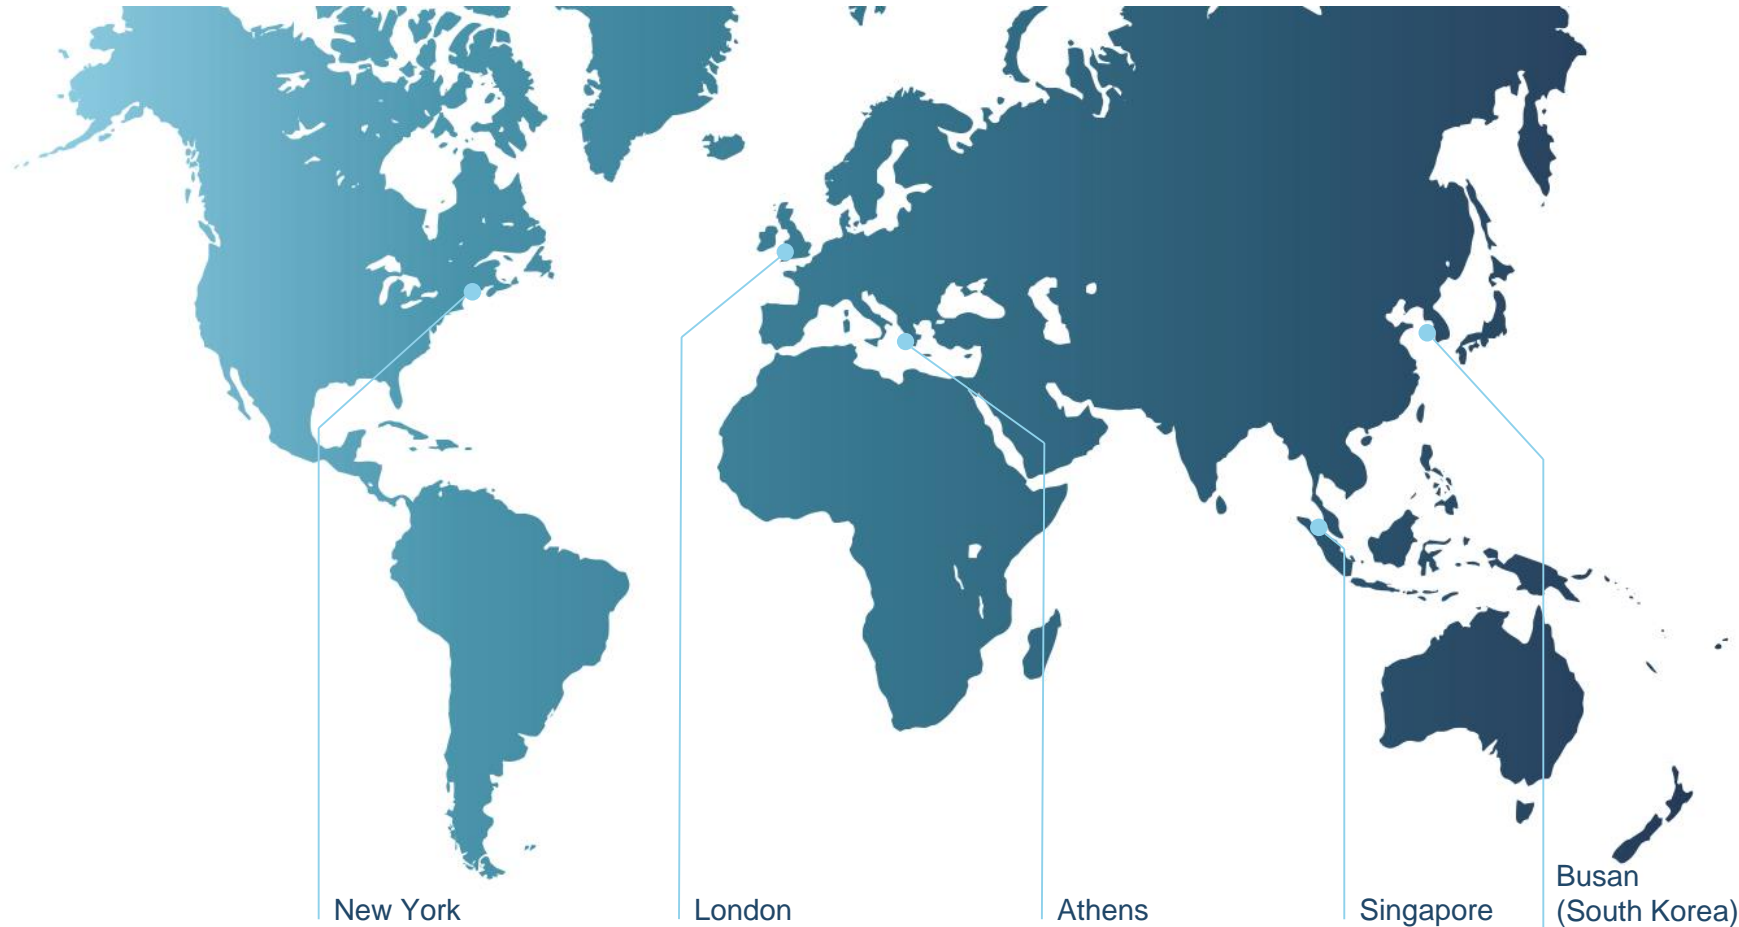 New York
London
Athens
Singapore
Busan
(South Korea)